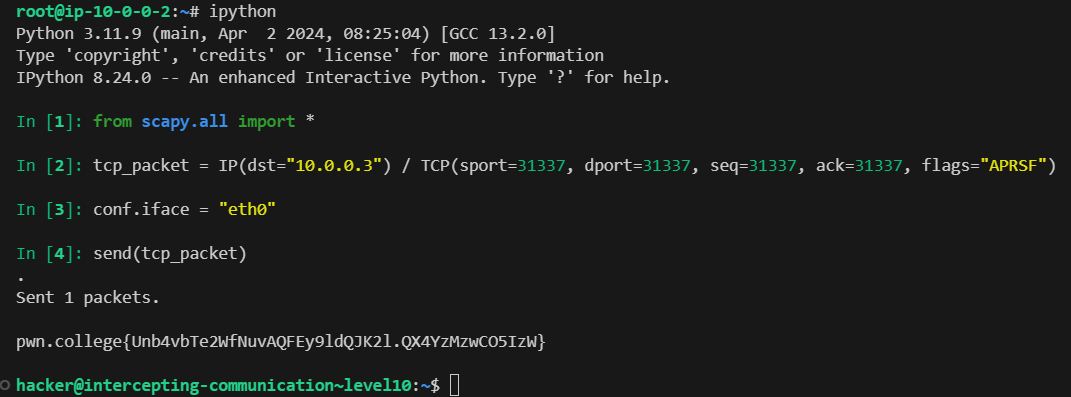 root@ip-10-0-0-2:~# ipython
Python 3.11.9 (main, Apr  2 2024, 08:25:04) [GCC 13.2.0]
Type 'copyright', 'credits' or 'license' for more information
IPython 8.24.0 -- An enhanced Interactive Python. Type '?' for help.
In [1]: from scapy.all import *
In [2]: tcp_packet = IP(dst="10.0.0.3") / TCP(sport=31337, dport=31337, seq=31337, ack=31337, flags="APRSF")
In [3]: conf.iface = "eth0"
In [4]: send(tcp_packet)
.
Sent 1 packets.
pwn.college{Unb4vbTe2WfNuvAQFEy9ldQJK2l.QX4YzMzwCO5IzW}
hacker@intercepting-communication~level10:~$